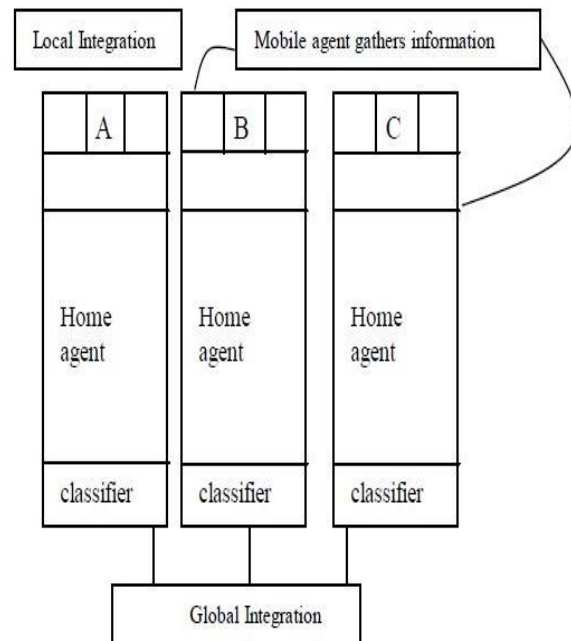 Local Integration
Mobile agent gathers information
A
B
C
Home
agent
Home
agent
Home
agent
classifier
classifier
classifier
Global Integration